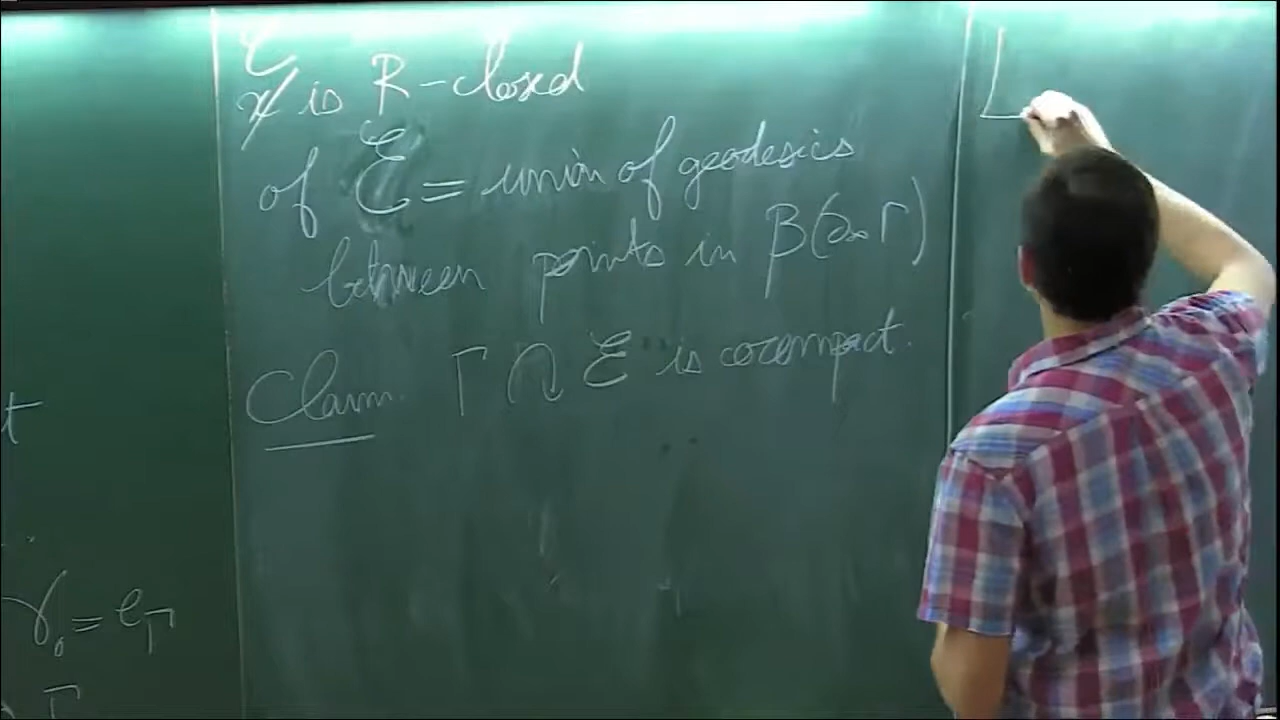 t
γ₀ = e_Γ
Γ
ℰ
is R-closed
of ℰ = union of geodesics
between points in β(∂∞Γ)
Claim. Γ ↷ ℰ is cocompact.
L